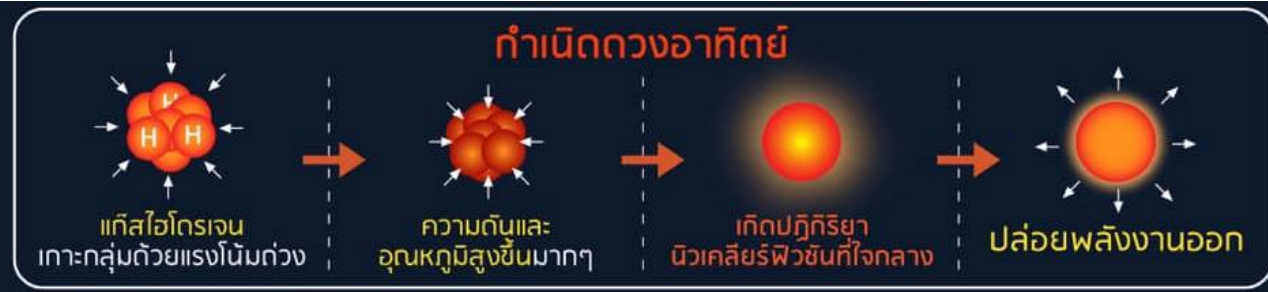 กำเนิดดวงอาทิตย์
H
H H
แก๊สไฮโดรเจน
เกาะกลุ่มด้วยแรงโน้มถ่วง
ความดันและ
อุณหภูมิสูงขึ้นมากๆ
เกิดปฏิกิริยา
นิวเคลียร์ฟิวชันที่ใจกลาง
ปล่อยพลังงานออก